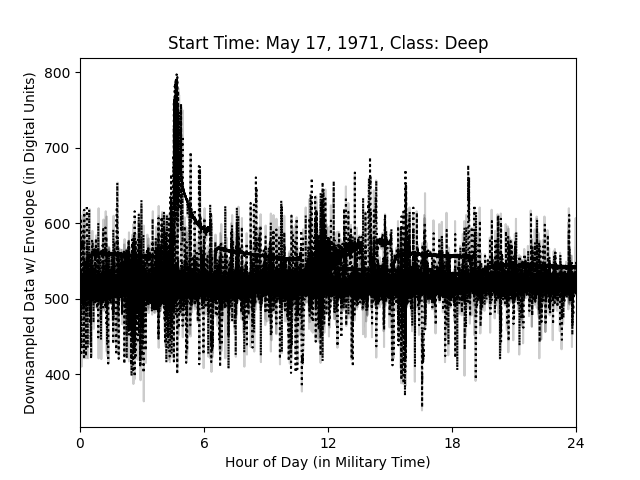 Start Time: May 17, 1971, Class: Deep
Downsampled Data w/ Envelope (in Digital Units)
800
700
600
500
400
0 6 12 18 24
Hour of Day (in Military Time)